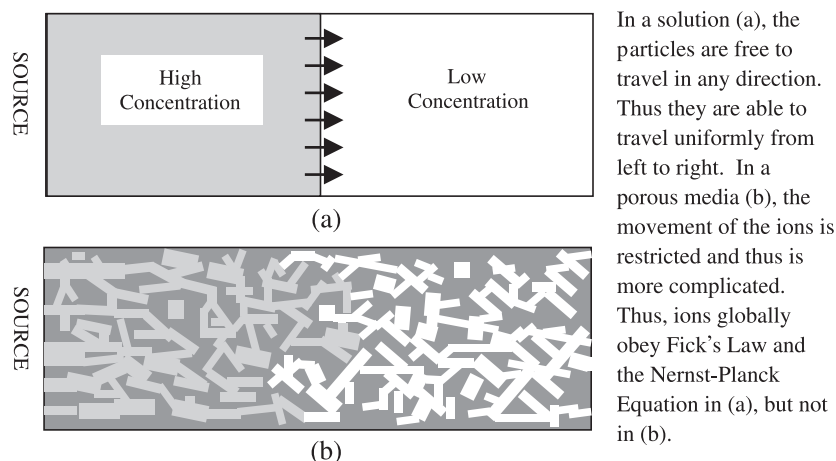 SOURCE
High
Concentration
Low
Concentration
(a)
SOURCE
(b)
In a solution (a), the
particles are free to
travel in any direction.
Thus they are able to
travel uniformly from
left to right. In a
porous media (b), the
movement of the ions is
restricted and thus is
more complicated.
Thus, ions globally
obey Fick's Law and
the Nernst-Planck
Equation in (a), but not
in (b).